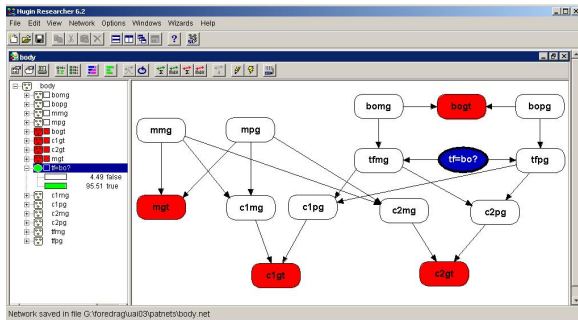 Hugin Researcher 6.2
File Edit View Network Options Windows Wizards Help
body
body
bomg
bopg
mmg
mpg
bogt
c1gt
c2gt
mgt
tf=bo?
4.49 false
95.51 true
c1mg
c1pg
c2mg
c2pg
tfmg
tfpg
bomg
bogt
bopg
mmg
mpg
tfmg
tf=bo?
tfpg
mgt
c1mg
c1pg
c2mg
c2pg
c1gt
c2gt
Network saved in file G:\foredrag\uai03\patnets\body.net